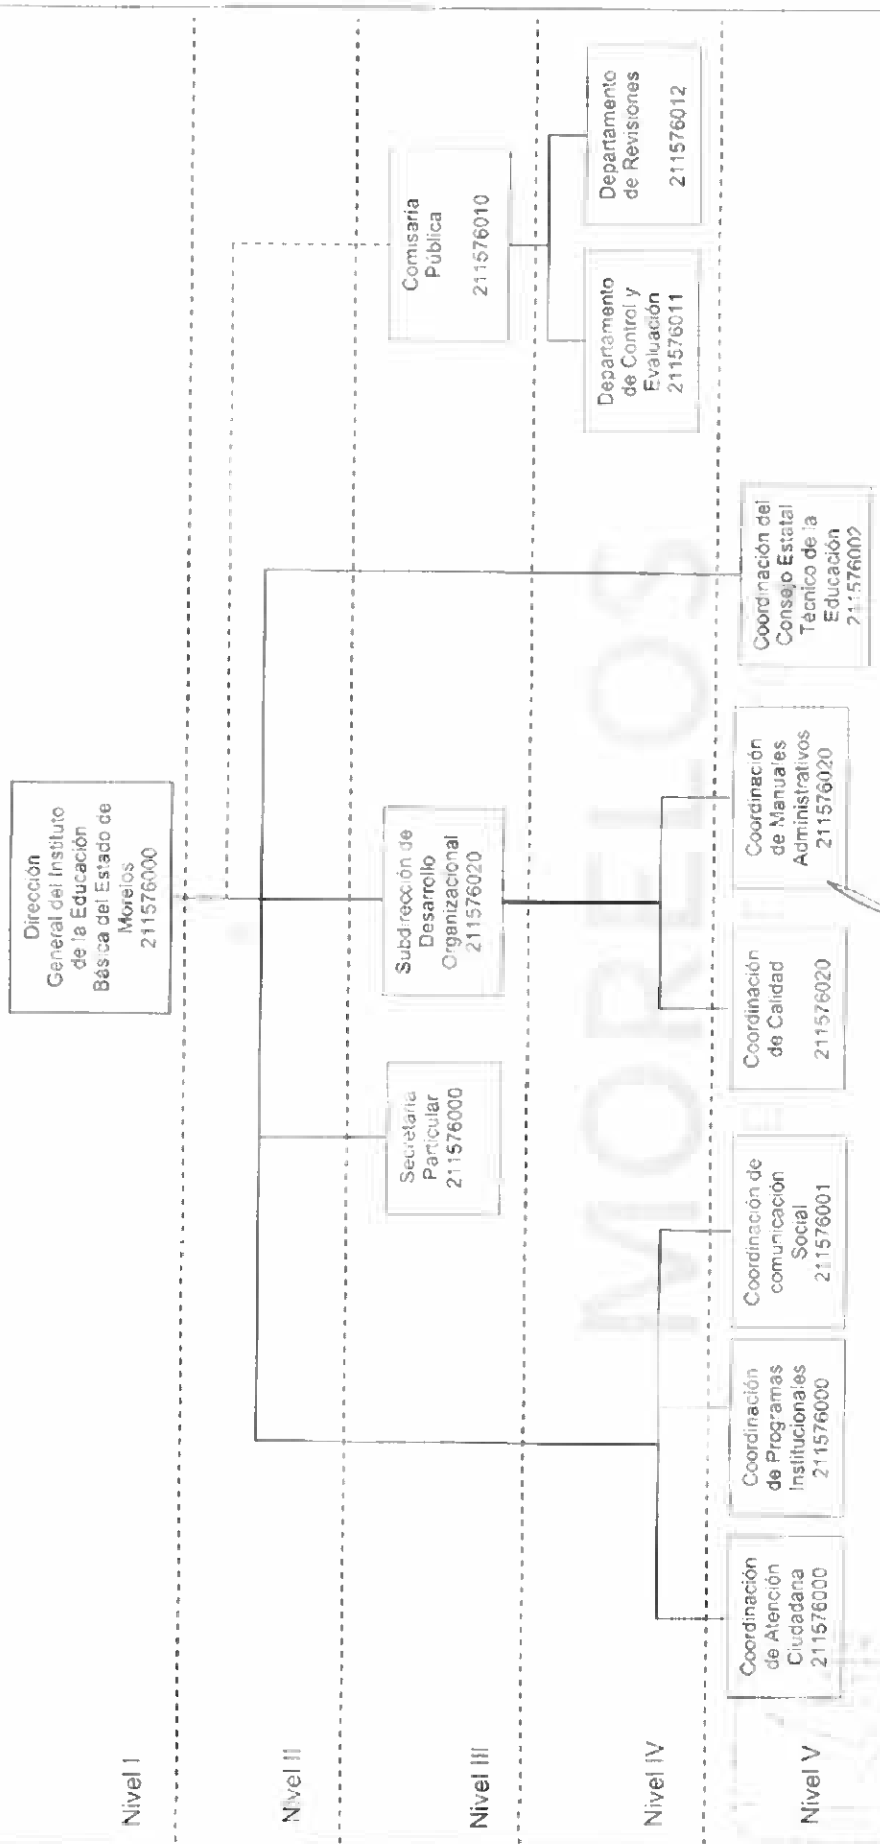 Nivel I
Dirección
General del Instituto
de la Educación
Básica del Estado de
Morelos
211576000
Nivel II
Nivel III
Secretaría
Particular
211576000
Subdirección de
Desarrollo
Organizacional
211576020
Comisaría
Pública
211576010
Nivel IV
Departamento
de Control y
Evaluación
211576011
Departamento
de Revisiones
211576012
MORELOS
Nivel V
Coordinación
de Atención
Ciudadana
211576000
Coordinación
de Programas
Institucionales
211576000
Coordinación de
comunicación
Social
211576001
Coordinación
de Calidad
211576020
Coordinación
de Manuales
Administrativos
211576020
Coordinación del
Consejo Estatal
Técnico de la
Educación
211576002